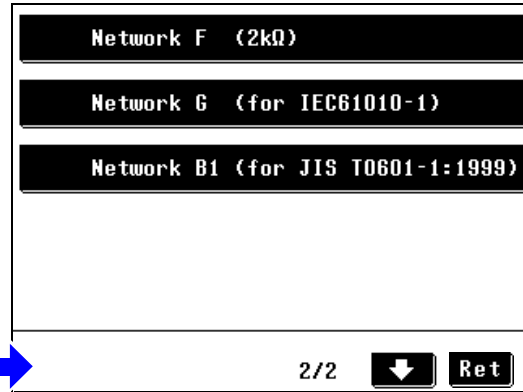 Network F (2kΩ)
Network G (for IEC61010-1)
Network B1 (for JIS T0601-1:1999)
2/2 Ret